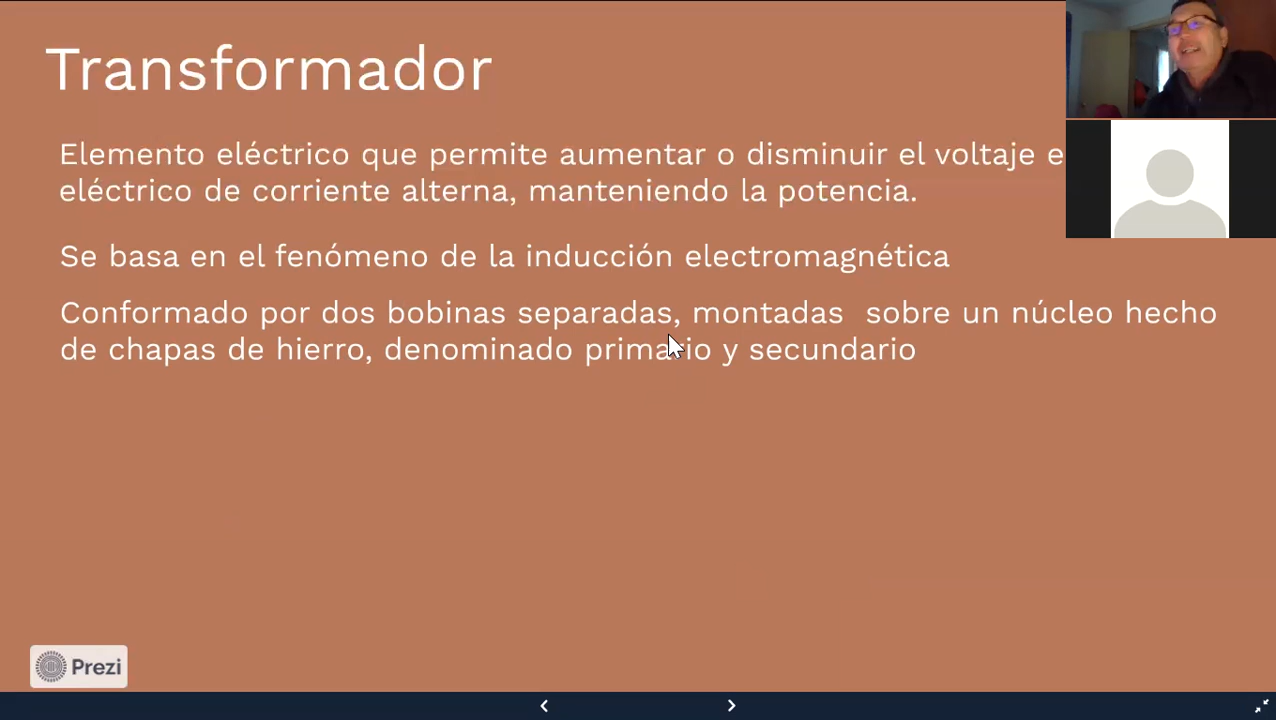 Transformador
Elemento eléctrico que permite aumentar o disminuir el voltaje e
eléctrico de corriente alterna, manteniendo la potencia.
Se basa en el fenómeno de la inducción electromagnética
Conformado por dos bobinas separadas, montadas  sobre un núcleo hecho
de chapas de hierro, denominado primario y secundario
Prezi